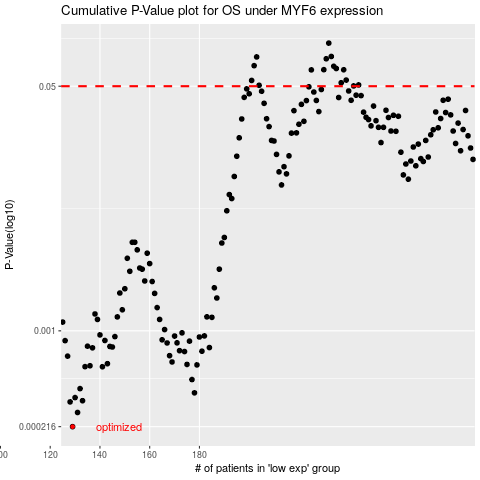 Cumulative P-Value plot for OS under MYF6 expression
0.05
P-Value(log10)
0.001
0.000216
optimized
00 120 140 160 180
# of patients in 'low exp' group